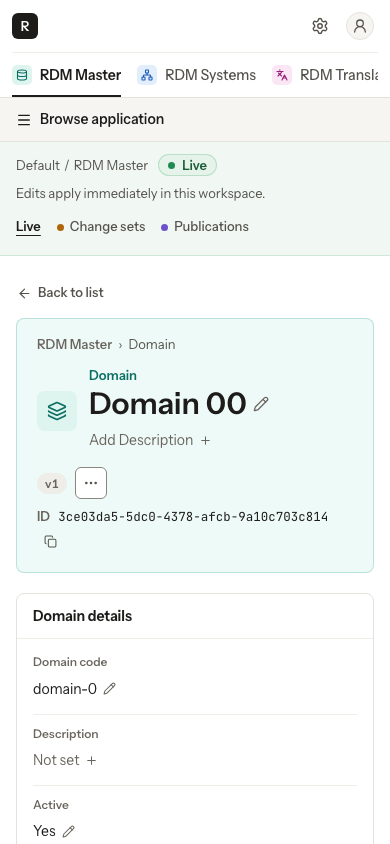 R
RDM Master
RDM Systems
RDM Transla
Browse application
Default / RDM Master
Live
Edits apply immediately in this workspace.
Live
Change sets
Publications
Back to list
RDM Master › Domain
Domain
Domain 00
Add Description +
v1
ID 3ce03da5-5dc0-4378-afcb-9a10c703c814
Domain details
Domain code
domain-0
Description
Not set +
Active
Yes